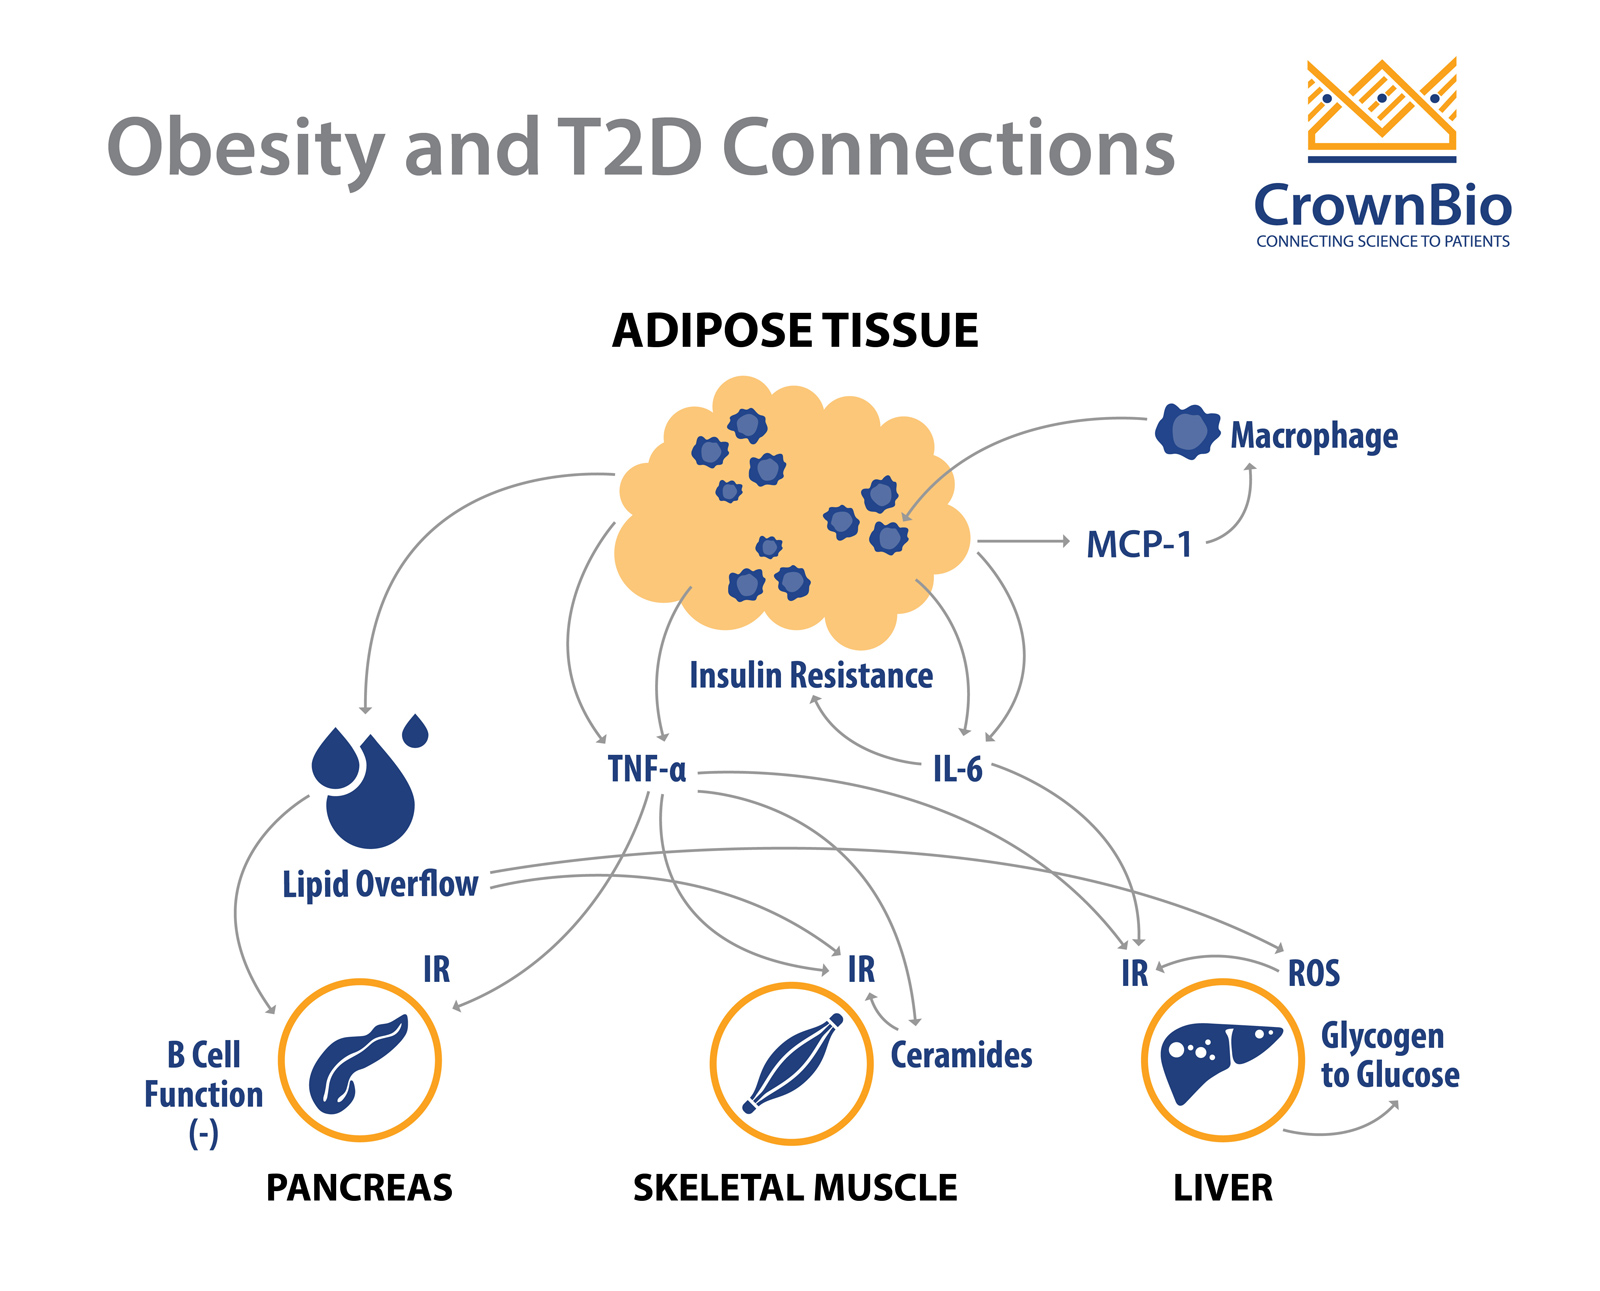 Obesity and T2D Connections
CrownBio
CONNECTING SCIENCE TO PATIENTS
ADIPOSE TISSUE
Macrophage
MCP-1
Insulin Resistance
TNF-α
IL-6
Lipid Overflow
IR
IR
IR
ROS
B Cell
Function
(-)
Ceramides
Glycogen
to Glucose
PANCREAS
SKELETAL MUSCLE
LIVER